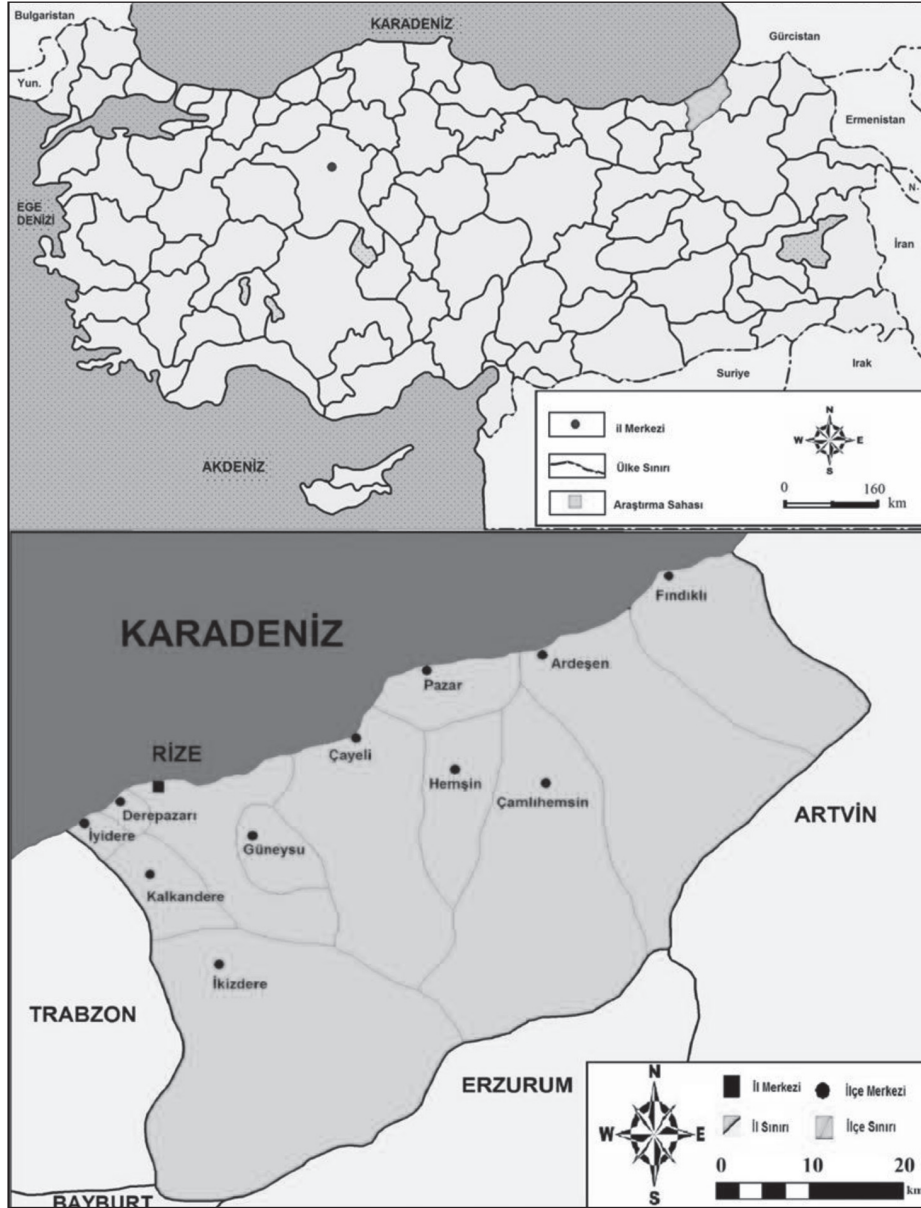 Bulgaristan
KARADENİZ
Gürcistan
Yun.
Ermenistan
N.
EGE
DENİZİ
İran
Suriye
Irak
AKDENİZ
il Merkezi
Ülke Sınırı
Araştırma Sahası
N
W E
S
0 160
km
KARADENİZ
Fındıklı
Ardeşen
Pazar
RİZE
Çayeli
Hemşin
Çamlıhemsin
Derepazarı
İyidere
Güneysu
ARTVİN
Kalkandere
İkizdere
TRABZON
ERZURUM
BAYBURT
N
W E
S
İl Merkezi
İlçe Merkezi
İl Sınırı
İlçe Sınırı
0 10 20
km